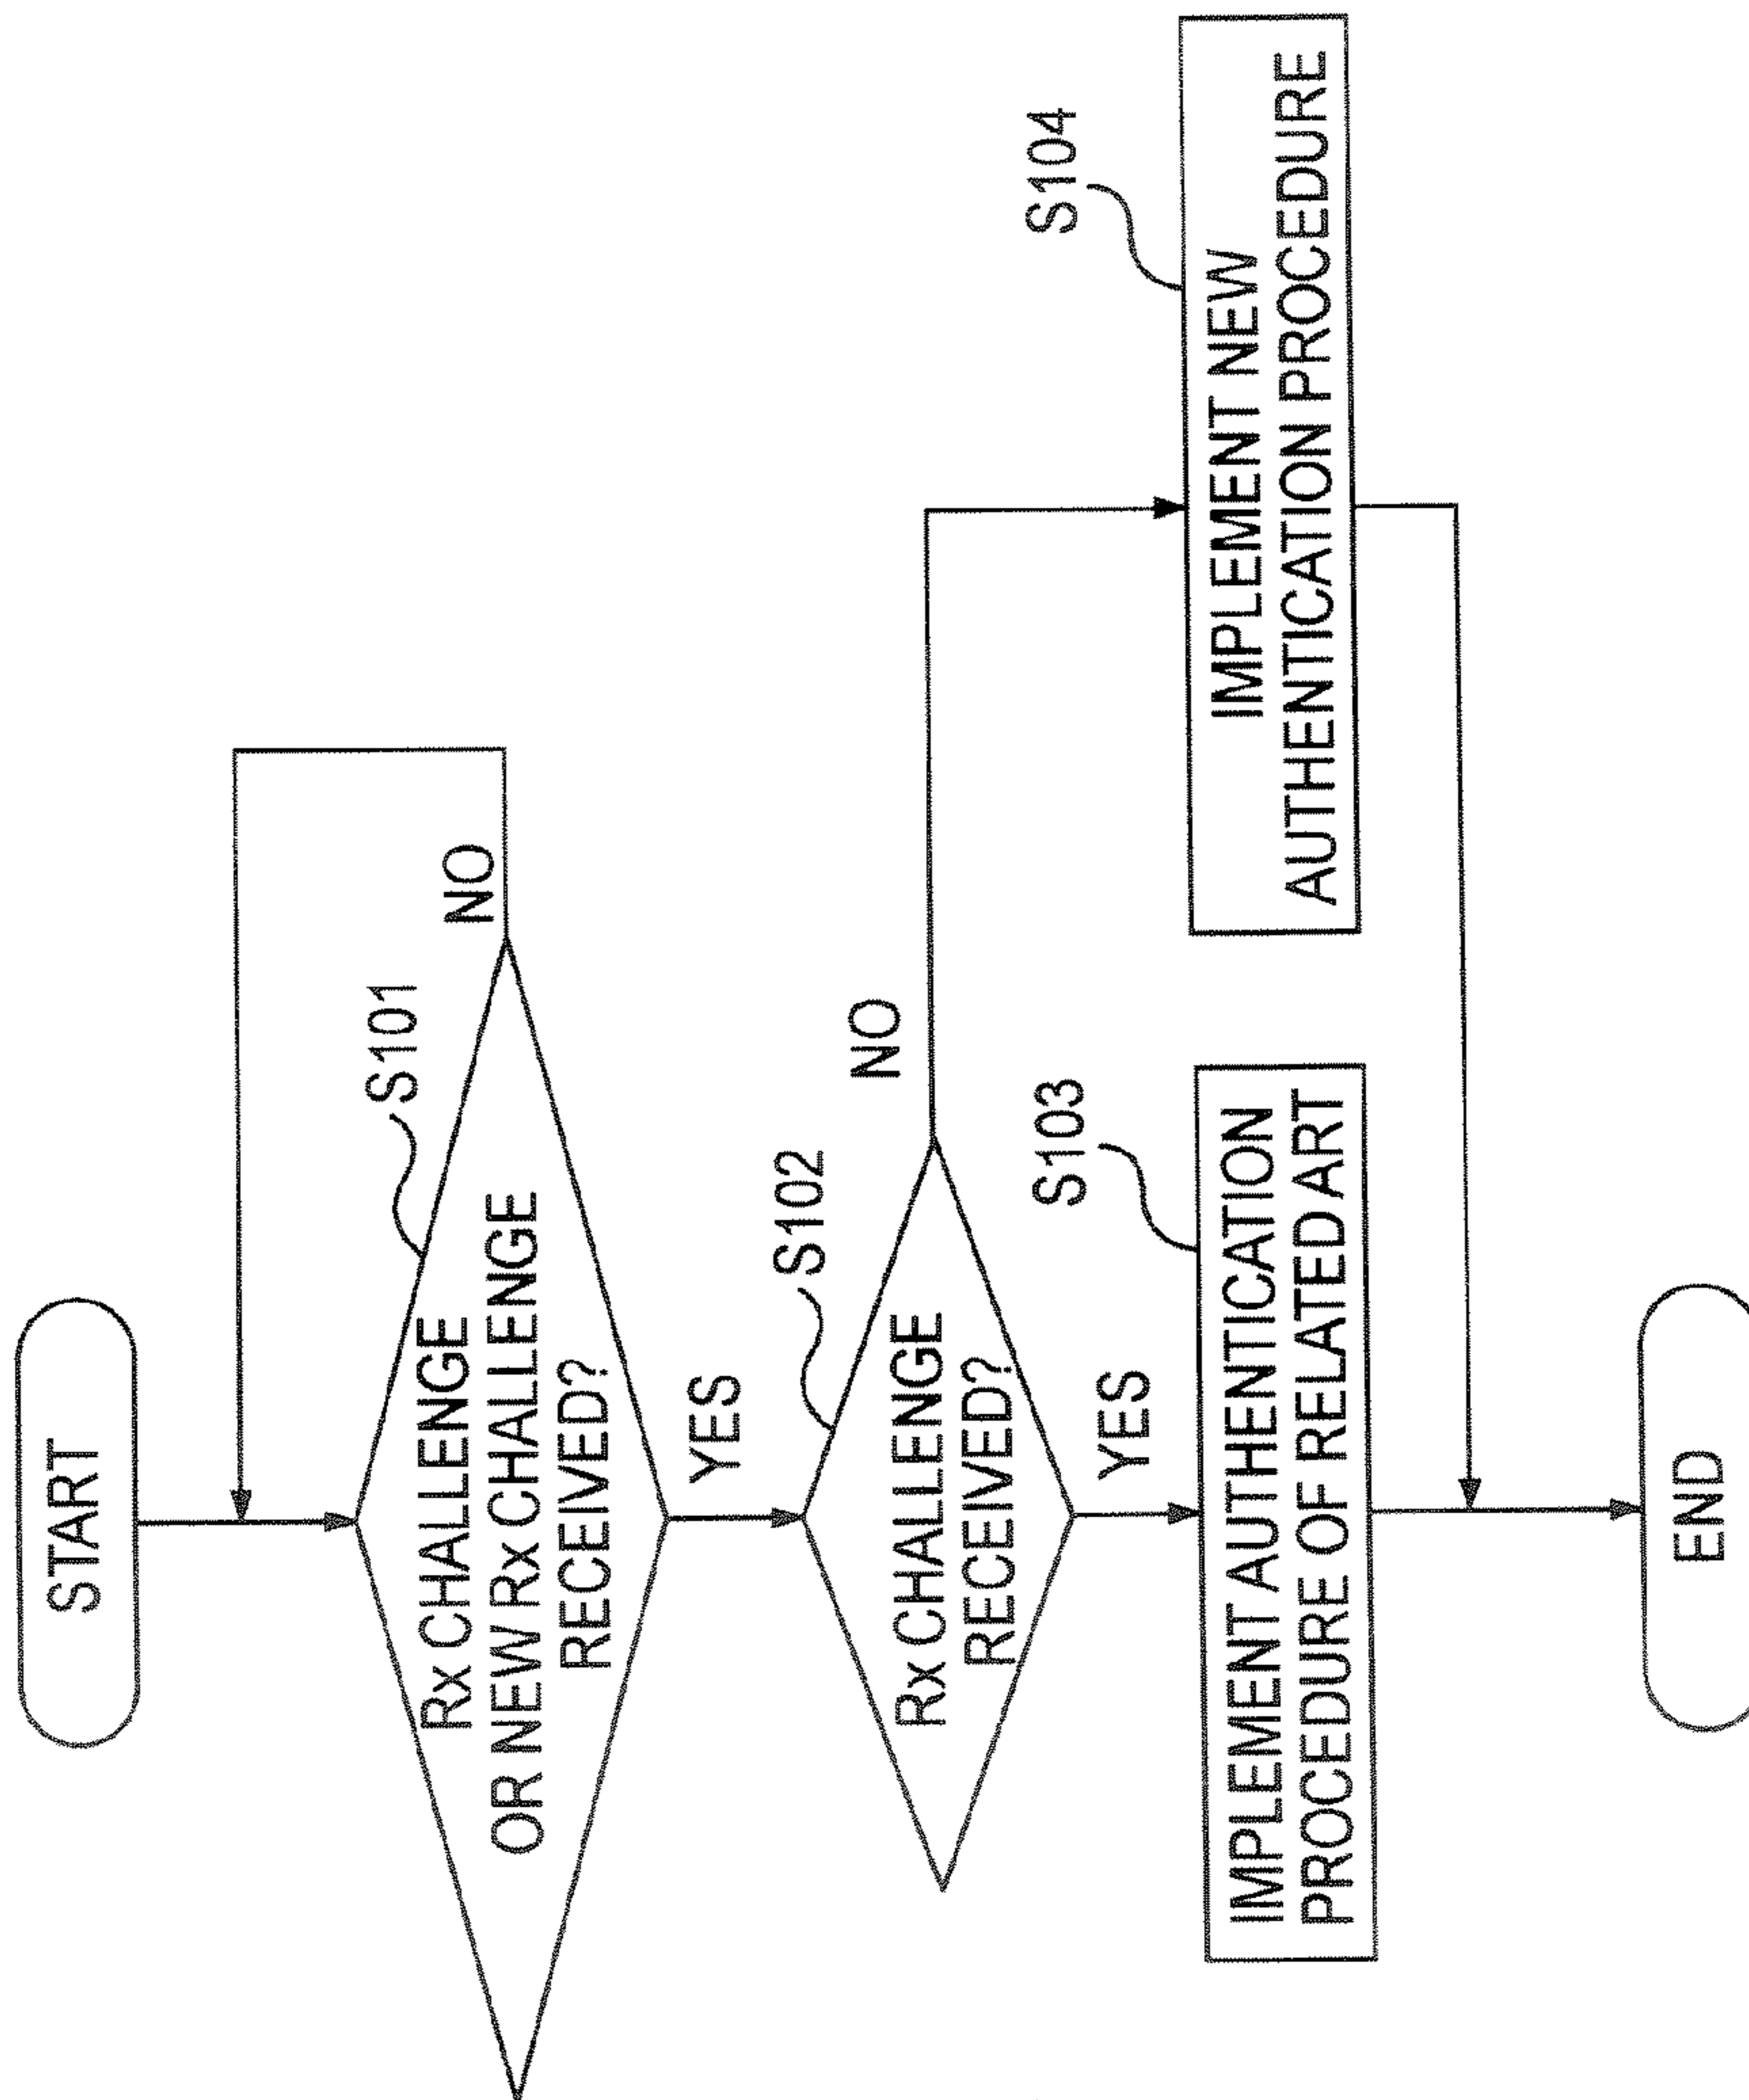 START
Rx CHALLENGE
OR NEW Rx CHALLENGE
RECEIVED?
S101
NO
YES
Rx CHALLENGE
RECEIVED?
S102
NO
YES
IMPLEMENT AUTHENTICATION
PROCEDURE OF RELATED ART
S103
IMPLEMENT NEW
AUTHENTICATION PROCEDURE
S104
END